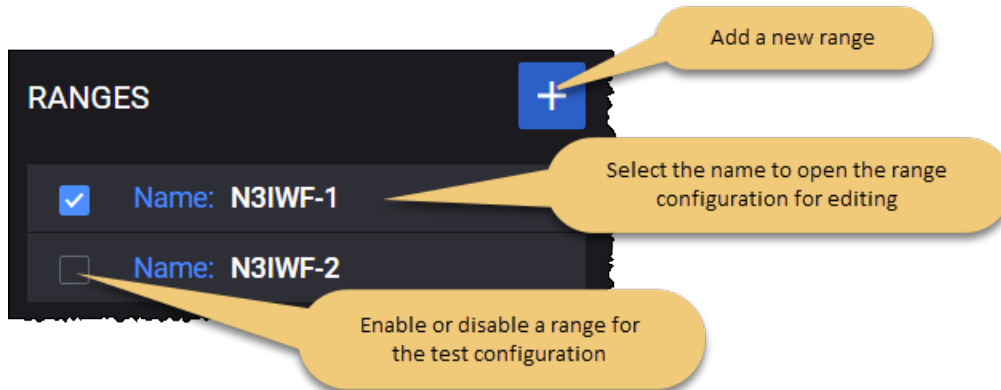 Add a new range
RANGES
+
Select the name to open the range
configuration for editing
Name: N3IWF-1
Name: N3IWF-2
Enable or disable a range for
the test configuration